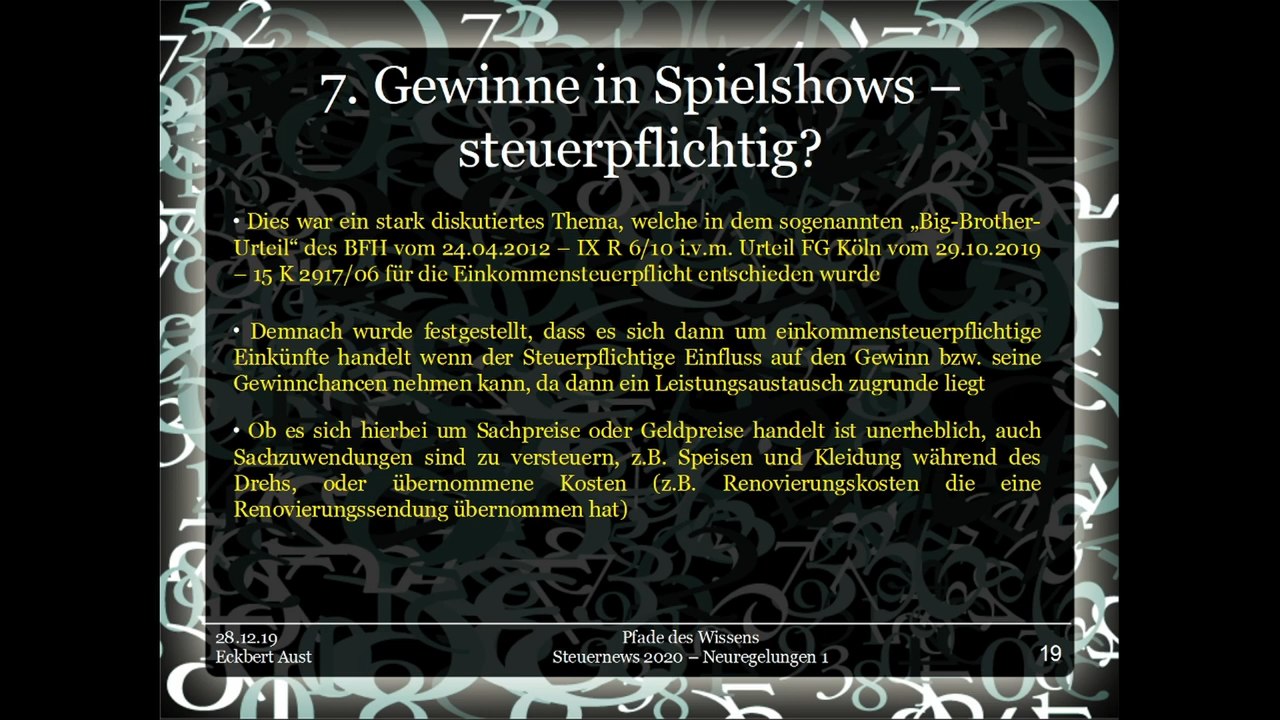 7. Gewinne in Spielshows –
steuerpflichtig?
• Dies war ein stark diskutiertes Thema, welche in dem sogenannten „Big-Brother-
Urteil“ des BFH vom 24.04.2012 – IX R 6/10 i.v.m. Urteil FG Köln vom 29.10.2019
– 15 K 2917/06 für die Einkommensteuerpflicht entschieden wurde
• Demnach wurde festgestellt, dass es sich dann um einkommensteuerpflichtige
Einkünfte handelt wenn der Steuerpflichtige Einfluss auf den Gewinn bzw. seine
Gewinnchancen nehmen kann, da dann ein Leistungsaustausch zugrunde liegt
• Ob es sich hierbei um Sachpreise oder Geldpreise handelt ist unerheblich, auch
Sachzuwendungen sind zu versteuern, z.B. Speisen und Kleidung während des
Drehs, oder übernommene Kosten (z.B. Renovierungskosten die eine
Renovierungssendung übernommen hat)
28.12.19
Eckbert Aust
Pfade des Wissens
Steuernews 2020 – Neuregelungen 1
19